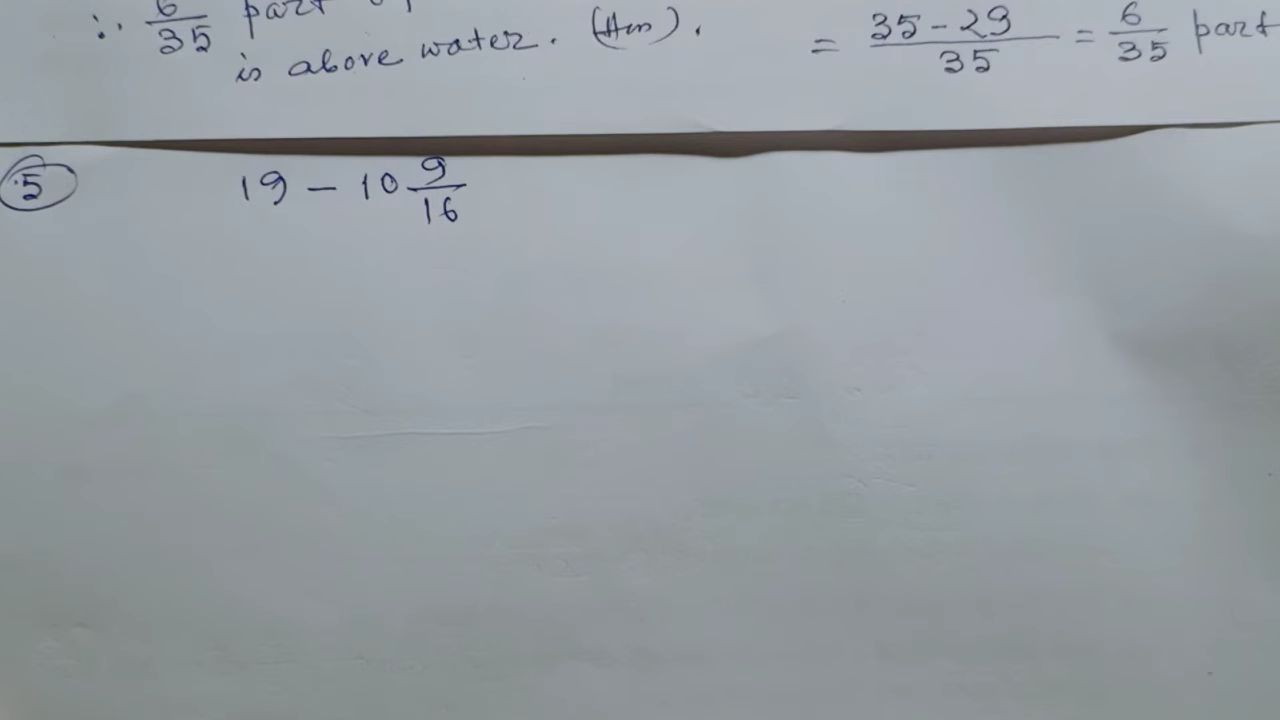 ∴ 6/35 part
is above water. (Ans).
= (35 - 29)/35 = 6/35 part
5 19 - 10 9/16